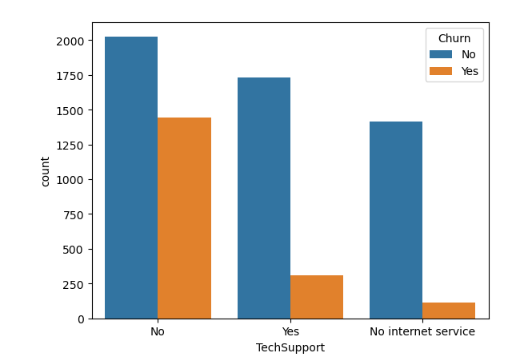 Churn
No
Yes
2000
1750
1500
1250
1000
750
500
250
0
count
No Yes No internet service
TechSupport